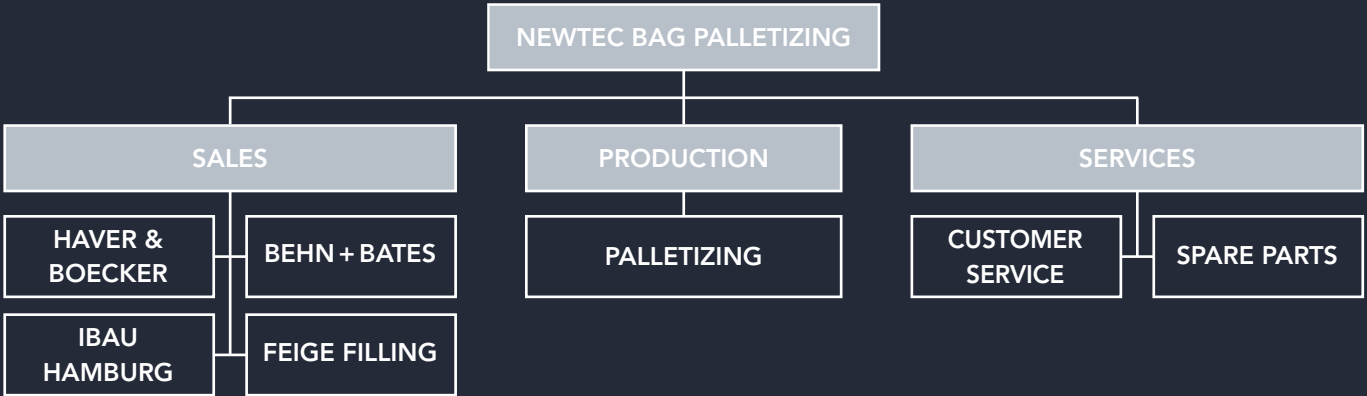 NEWTEC BAG PALLETIZING
SALES
PRODUCTION
SERVICES
HAVER &
BOECKER
BEHN + BATES
PALLETIZING
CUSTOMER
SERVICE
SPARE PARTS
IBAU
HAMBURG
FEIGE FILLING